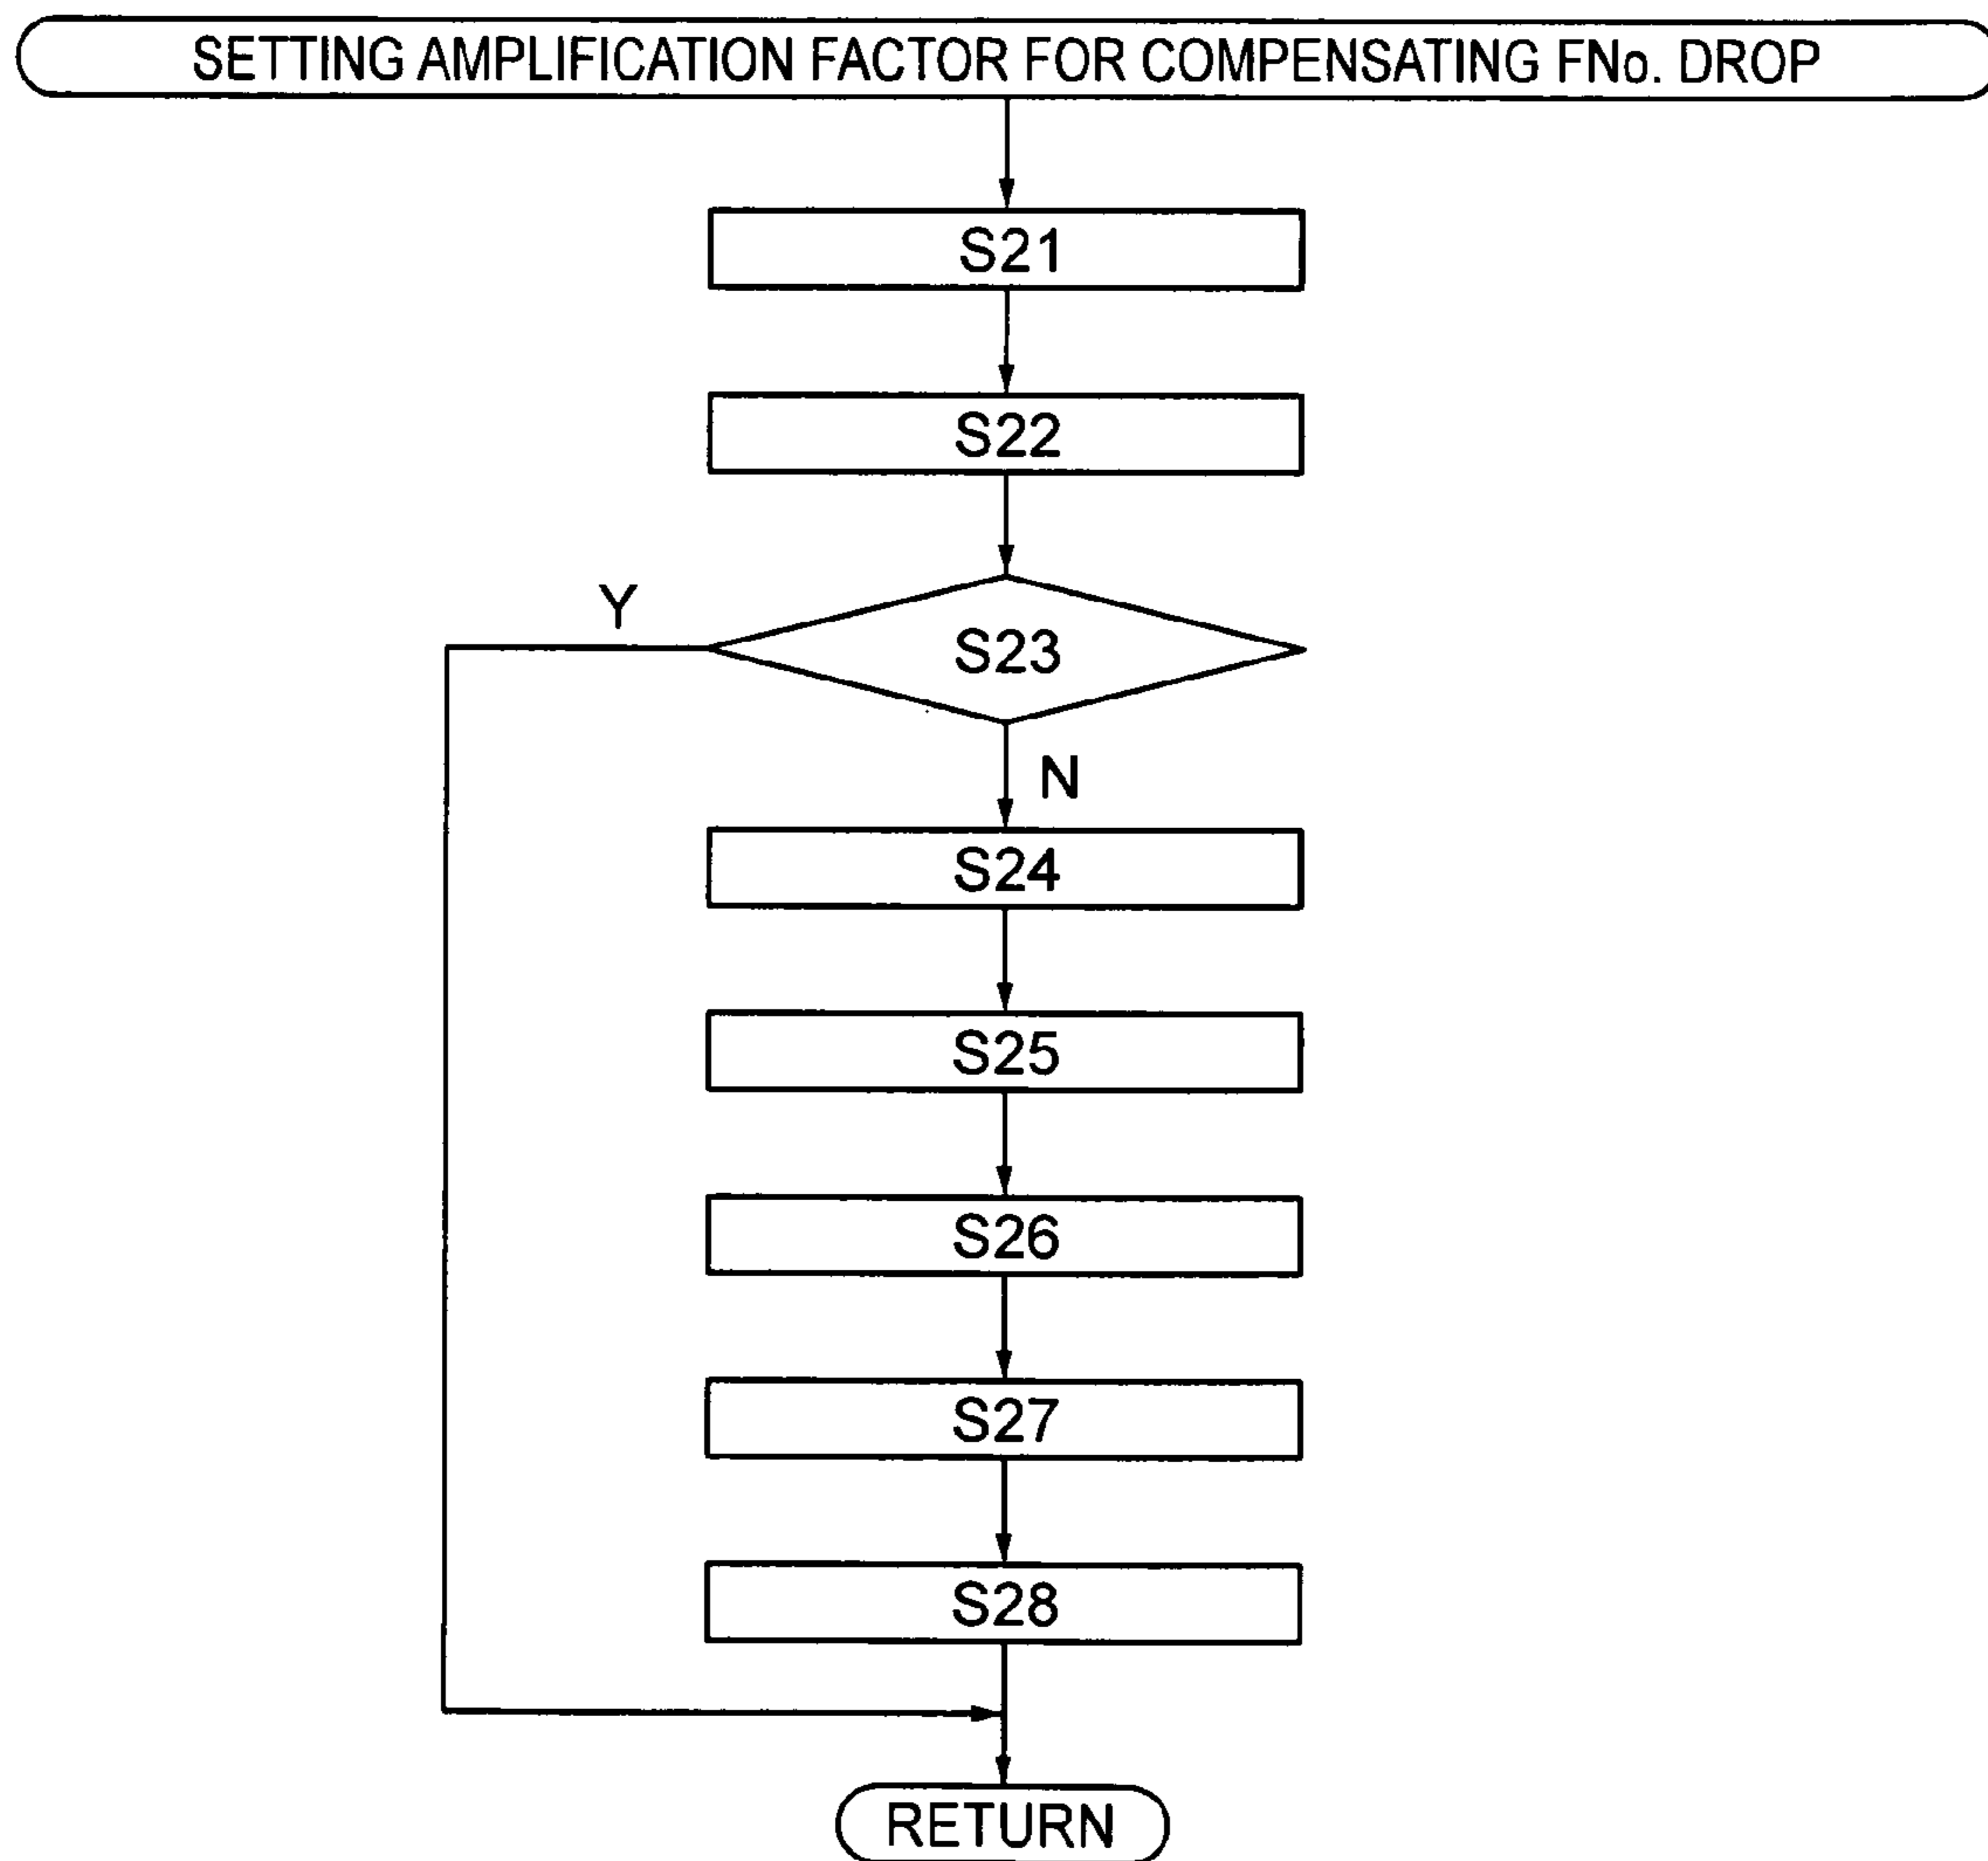 SETTING AMPLIFICATION FACTOR FOR COMPENSATING FNo. DROP
S21
S22
Y
S23
N
S24
S25
S26
S27
S28
RETURN